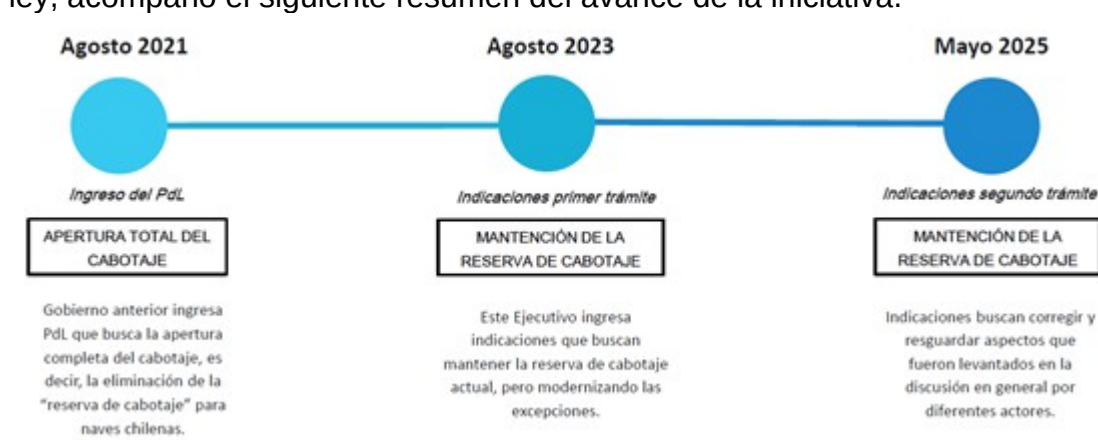 ley, acompaño el siguiente resumen del avance de la iniciativa:
Agosto 2021
Ingreso del PdL
APERTURA TOTAL DEL
CABOTAJE
Gobierno anterior ingresa
PdL que busca la apertura
completa del cabotaje, es
decir, la eliminación de la
"reserva de cabotaje" para
naves chilenas.
Agosto 2023
Indicaciones primer trámite
MANTENCIÓN DE LA
RESERVA DE CABOTAJE
Este Ejecutivo ingresa
indicaciones que buscan
mantener la reserva de cabotaje
actual, pero modernizando las
excepciones.
Mayo 2025
Indicaciones segundo trámite
MANTENCIÓN DE LA
RESERVA DE CABOTAJE
Indicaciones buscan corregir y
resguardar aspectos que
fueron levantados en la
discusión en general por
diferentes actores.